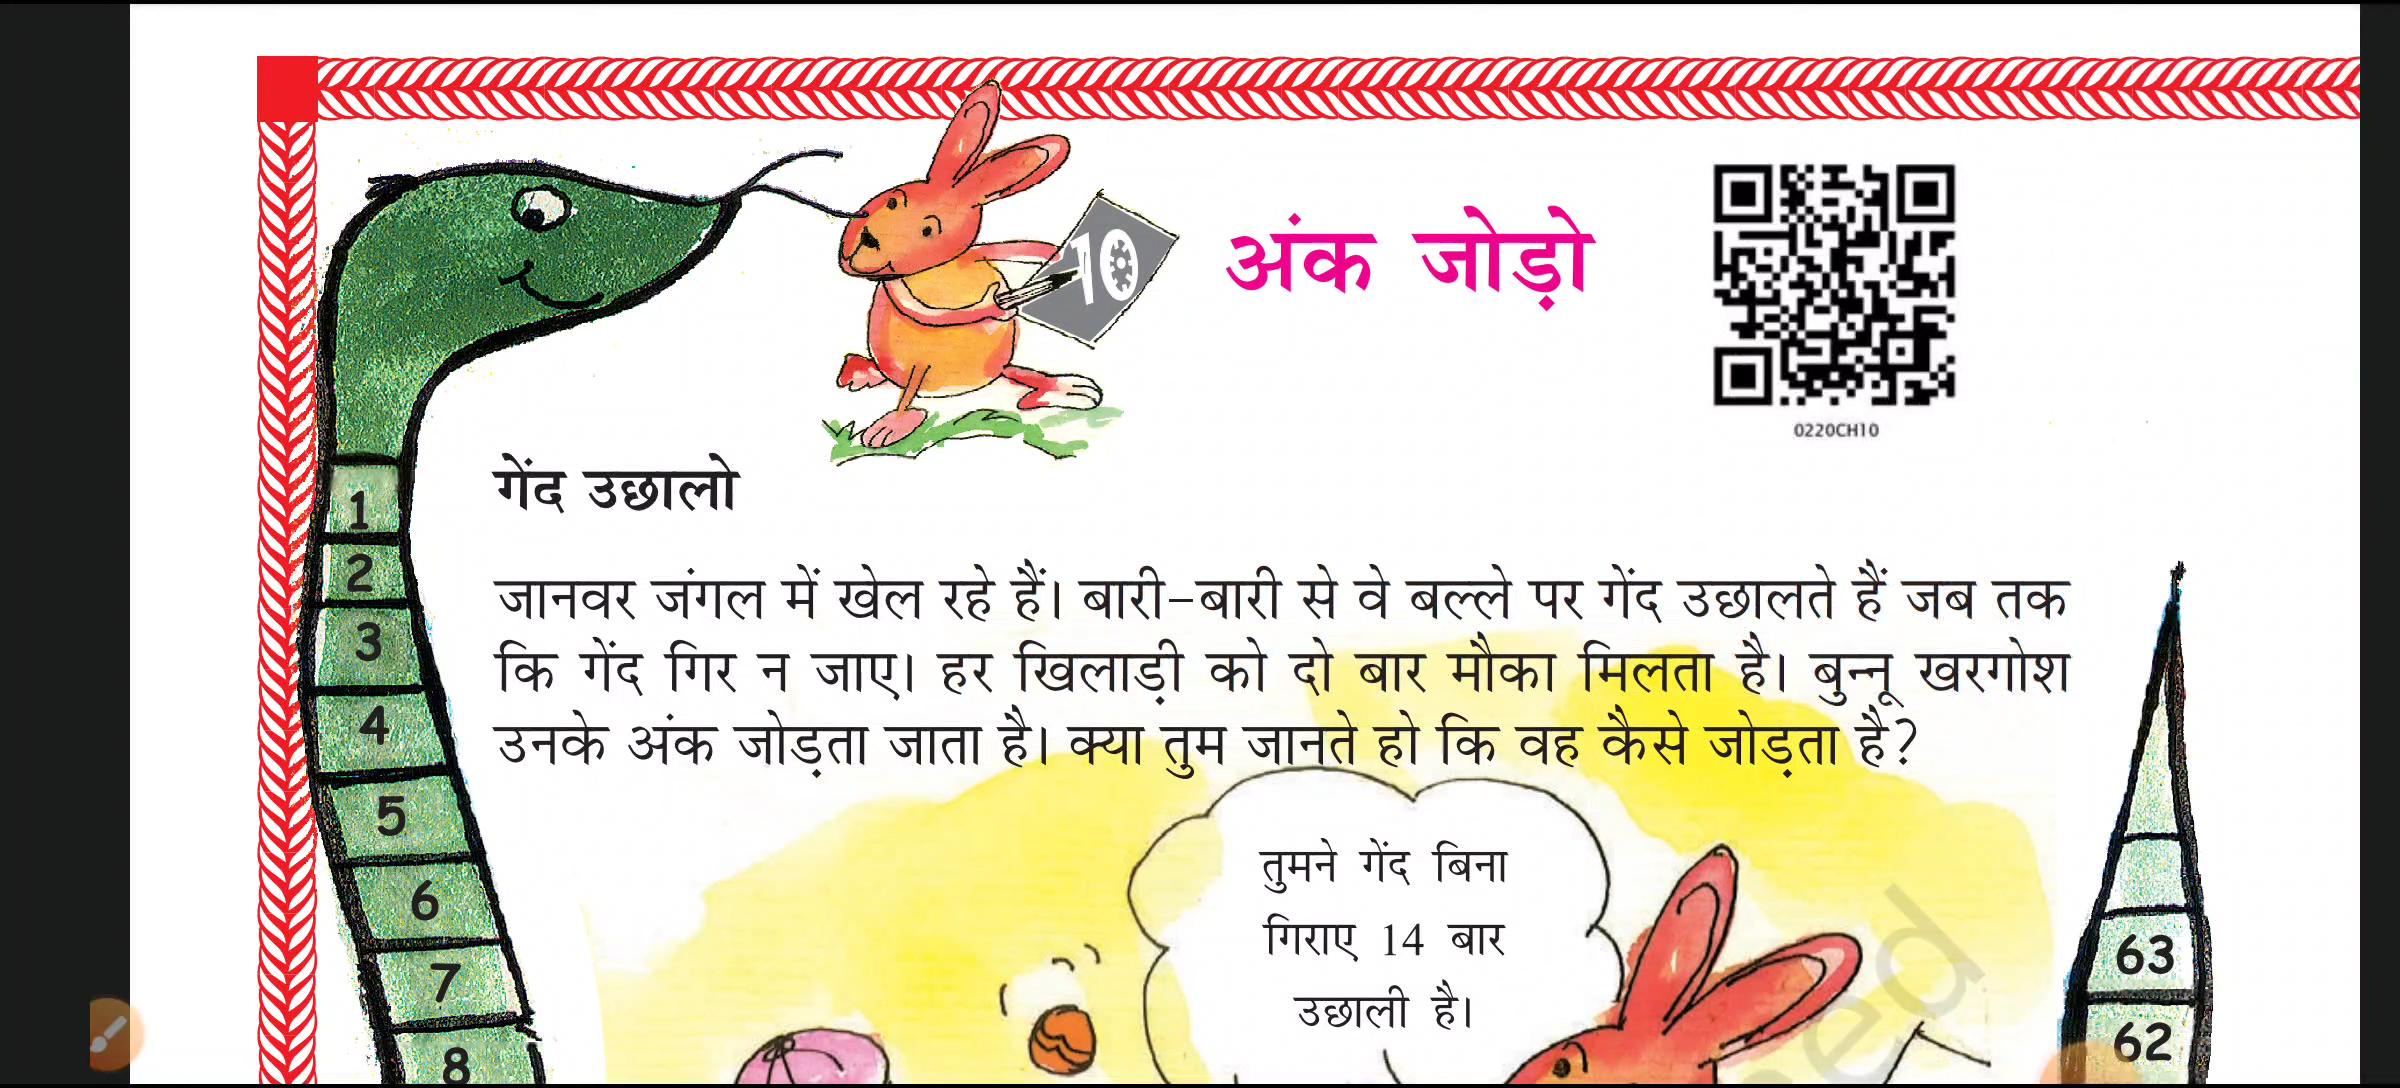 10
अंक जोड़ो
0220CH10
गेंद उछालो
जानवर जंगल में खेल रहे हैं। बारी-बारी से वे बल्ले पर गेंद उछालते हैं जब तक
कि गेंद गिर न जाए। हर खिलाड़ी को दो बार मौका मिलता है। बुन्नू खरगोश
उनके अंक जोड़ता जाता है। क्या तुम जानते हो कि वह कैसे जोड़ता है?
तुमने गेंद बिना
गिराए 14 बार
उछाली है।
1
2
3
4
5
6
7
8
63
62